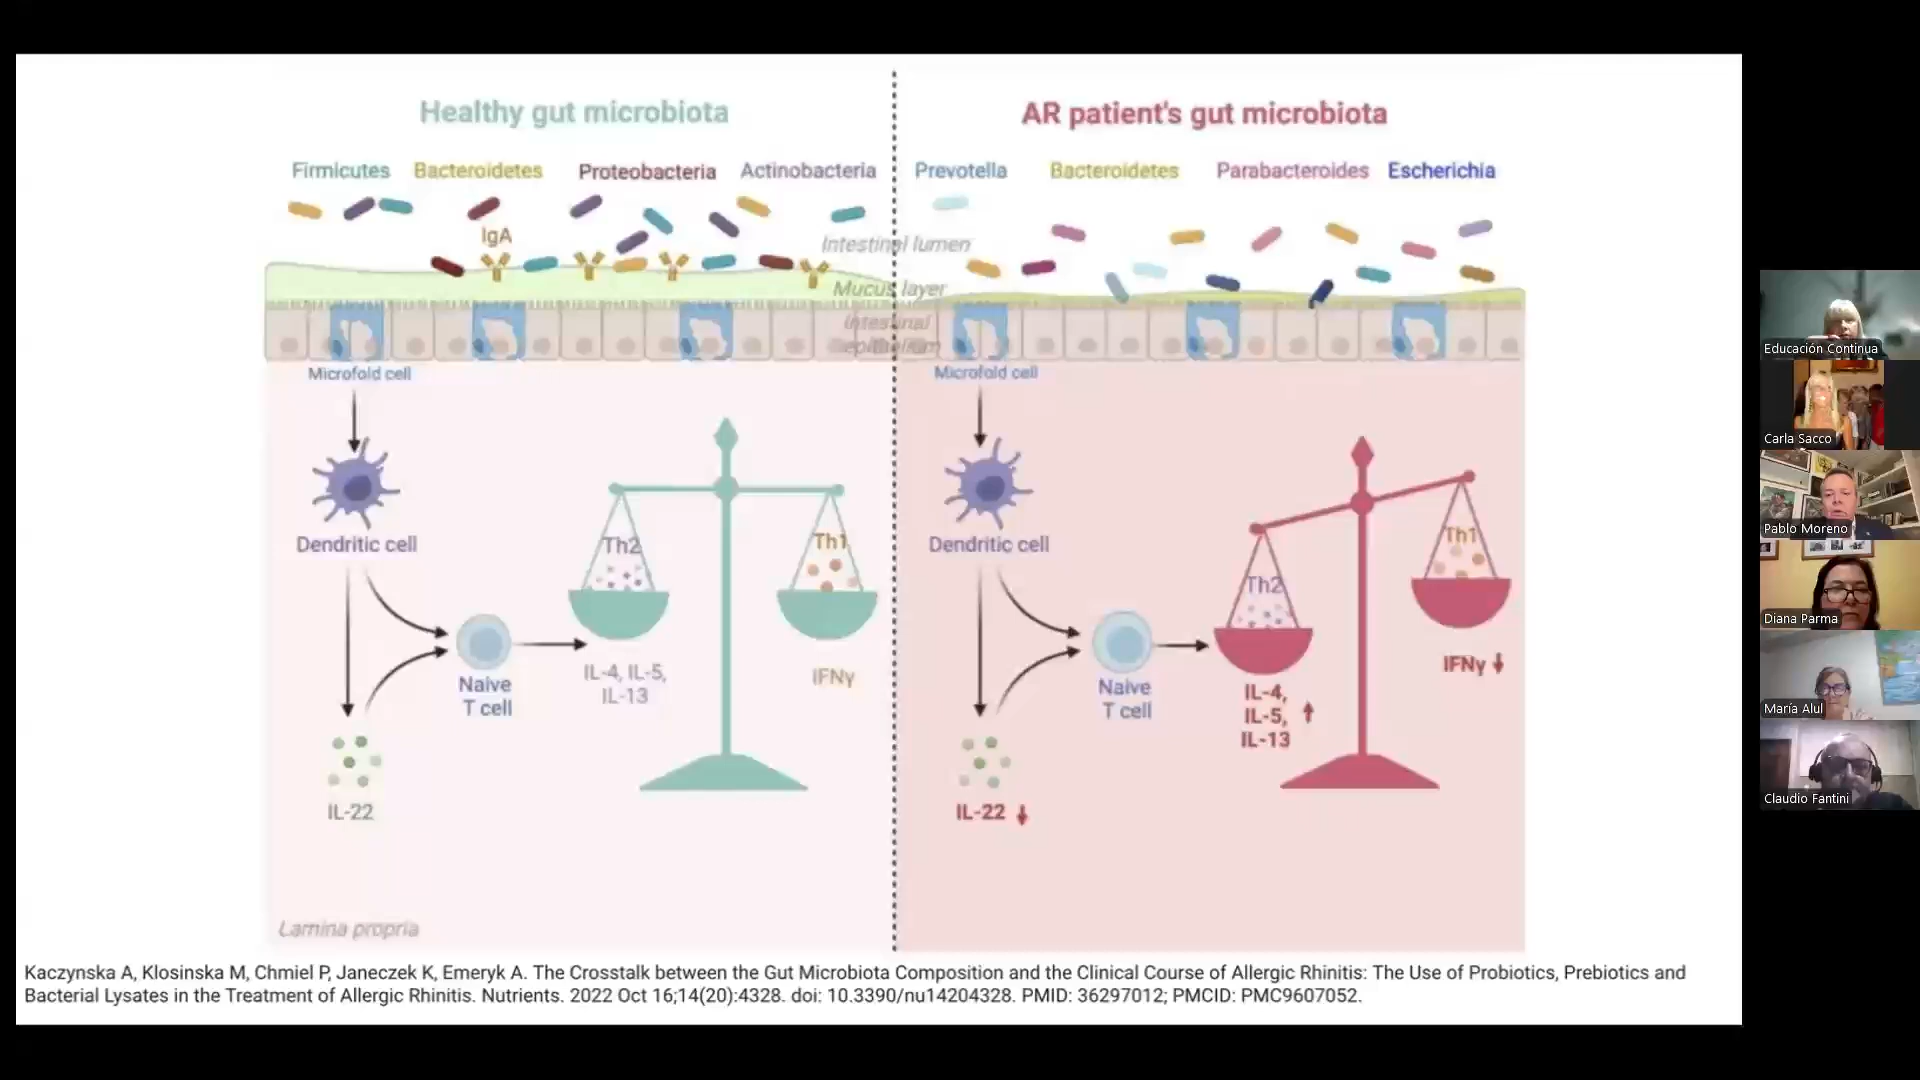 Healthy gut microbiota
Firmicutes Bacteroidetes Proteobacteria Actinobacteria
IgA
Intestinal lumen
Mucus layer
Intestinal
epithelium
Microfold cell
Dendritic cell
Naive
T cell
IL-22
Th2
Th1
IL-4, IL-5,
IL-13
IFNγ
Lamina propria
AR patient's gut microbiota
Prevotella Bacteroidetes Parabacteroides Escherichia
Microfold cell
Dendritic cell
Naive
T cell
IL-22
Th2
Th1
IL-4,
IL-5,
IL-13
IFNγ
Kaczynska A, Klosinska M, Chmiel P, Janeczek K, Emeryk A. The Crosstalk between the Gut Microbiota Composition and the Clinical Course of Allergic Rhinitis: The Use of Probiotics, Prebiotics and
Bacterial Lysates in the Treatment of Allergic Rhinitis. Nutrients. 2022 Oct 16;14(20):4328. doi: 10.3390/nu14204328. PMID: 36297012; PMCID: PMC9607052.
Educación Continua
Carla Sacco
Pablo Moreno
Diana Parma
María Alul
Claudio Fantini